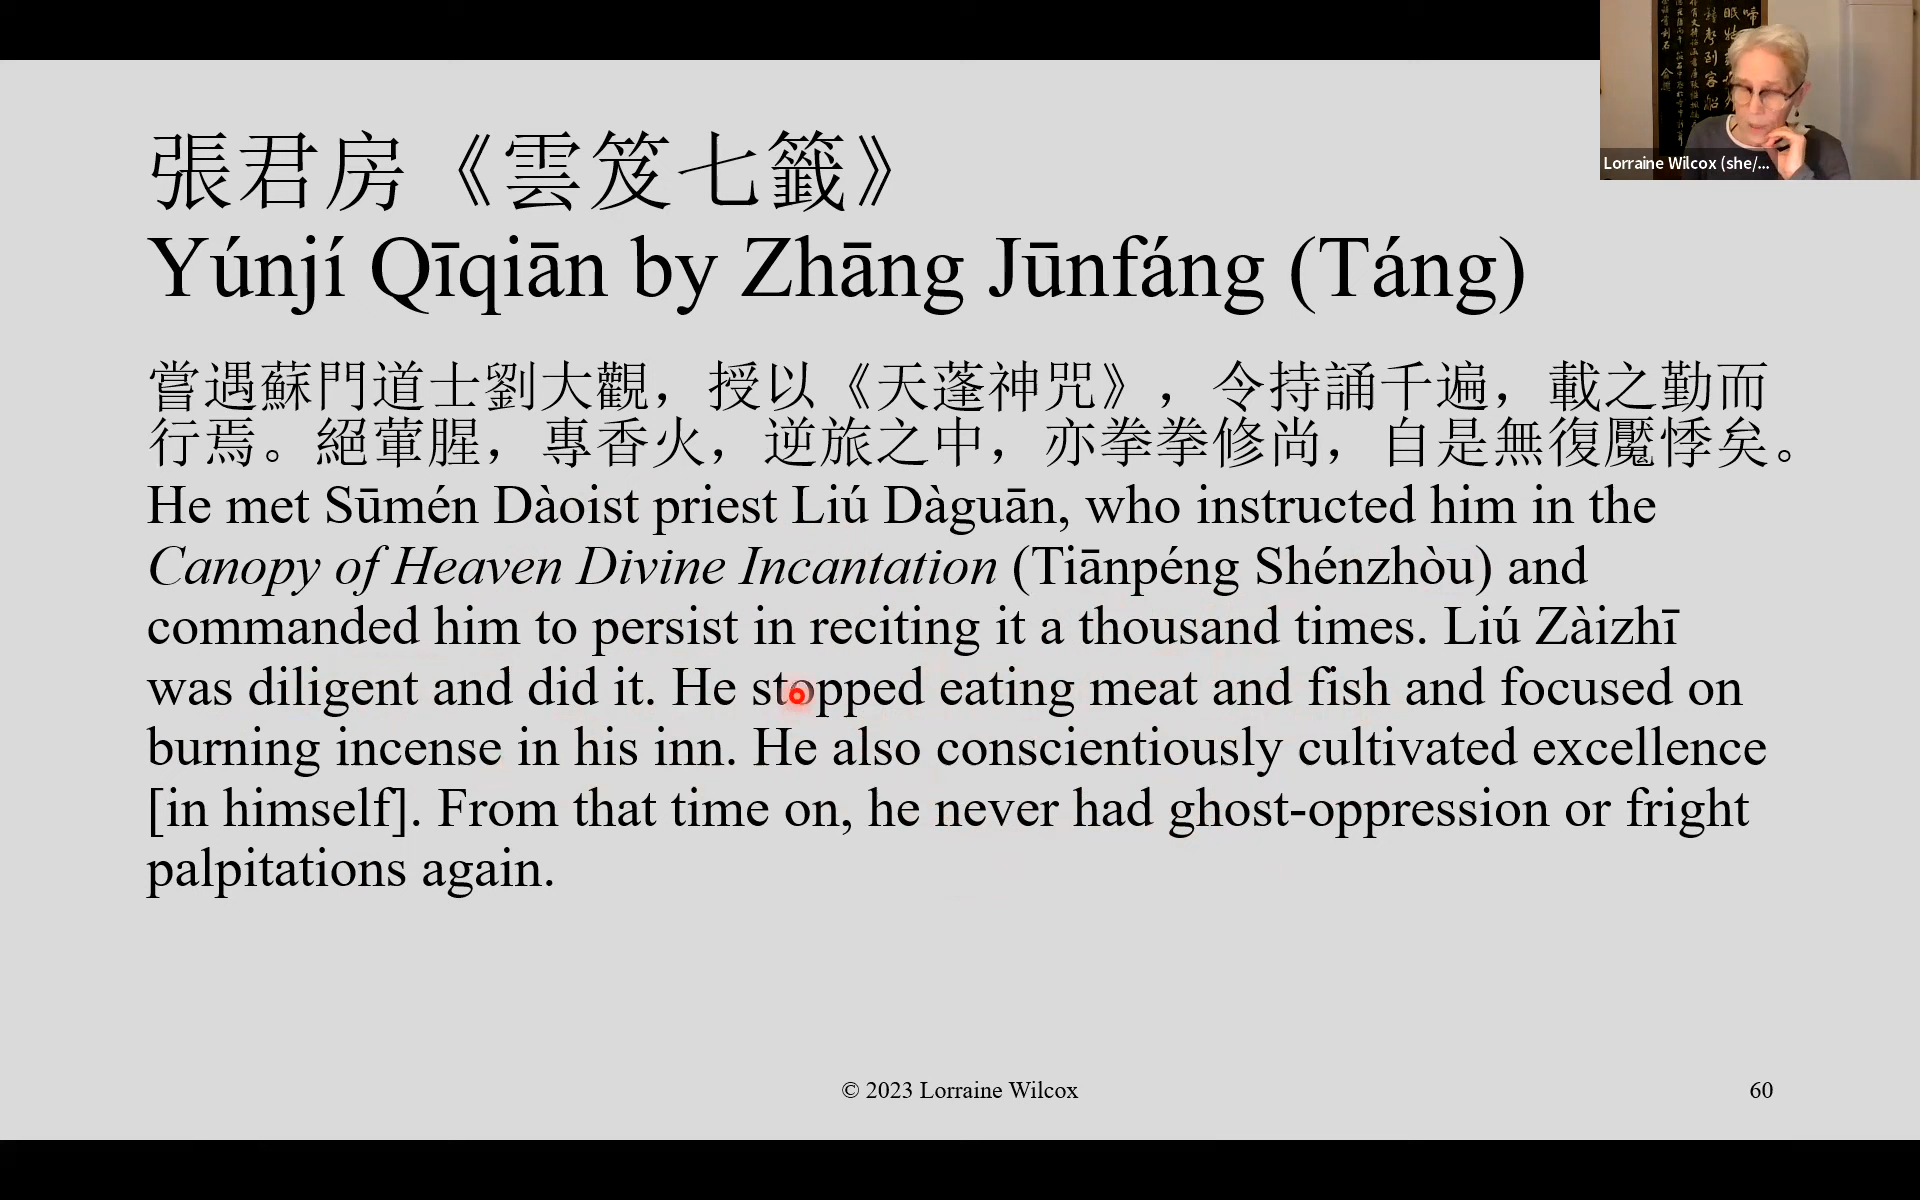 張君房《雲笈七籤》
Yúnjí Qīqiān by Zhāng Jūnfáng (Táng)
嘗遇蘇門道士劉大觀，授以《天蓬神咒》，令持誦千遍，載之勤而
行焉。絕葷腥，專香火，逆旅之中，亦拳拳修尚，自是無復魘悸矣。
He met Sūmén Dàoist priest Liú Dàguān, who instructed him in the
Canopy of Heaven Divine Incantation (Tiānpéng Shénzhòu) and
commanded him to persist in reciting it a thousand times. Liú Zàizhī
was diligent and did it. He stopped eating meat and fish and focused on
burning incense in his inn. He also conscientiously cultivated excellence
[in himself]. From that time on, he never had ghost-oppression or fright
palpitations again.
© 2023 Lorraine Wilcox
60
Lorraine Wilcox (she/...